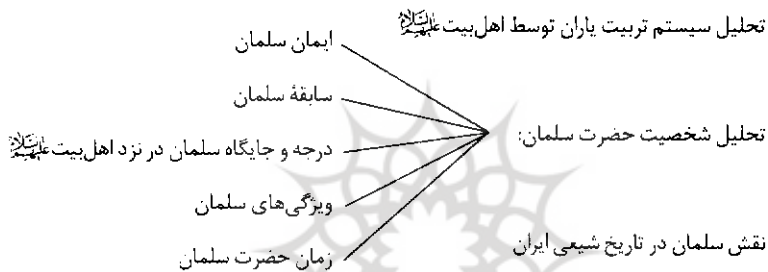 تحلیل سیستم تربیت یاران توسط اهل‌بیت علیهم‌السلام
تحلیل شخصیت حضرت سلمان:
ایمان سلمان
سابقهٔ سلمان
درجه و جایگاه سلمان در نزد اهل‌بیت علیهم‌السلام
ویژگی‌های سلمان
زمان حضرت سلمان
نقش سلمان در تاریخ شیعی ایران